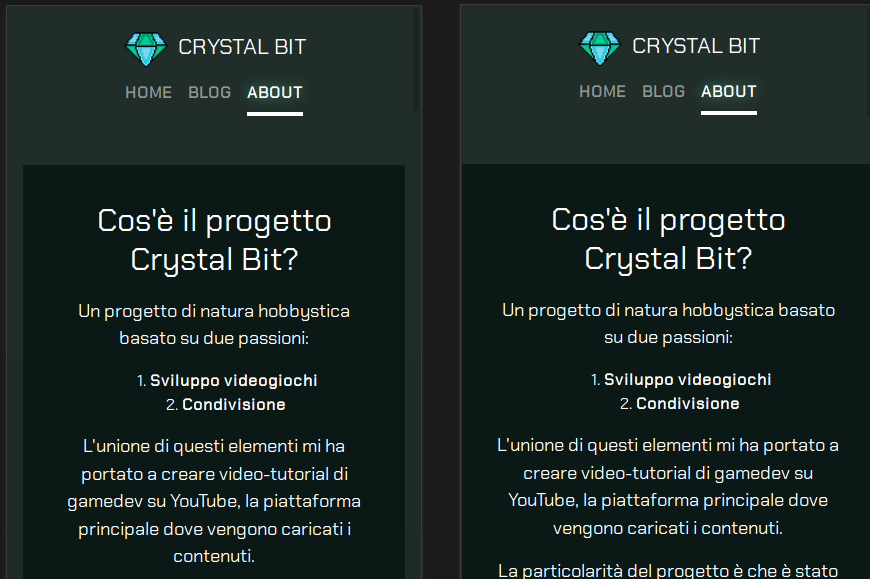 CRYSTAL BIT
HOME BLOG ABOUT
Cos'è il progetto
Crystal Bit?
Un progetto di natura hobbystica
basato su due passioni:
1. Sviluppo videogiochi
2. Condivisione
L'unione di questi elementi mi ha
portato a creare video-tutorial di
gamedev su YouTube, la piattaforma
principale dove vengono caricati i
contenuti.
CRYSTAL BIT
HOME BLOG ABOUT
Cos'è il progetto
Crystal Bit?
Un progetto di natura hobbystica basato
su due passioni:
1. Sviluppo videogiochi
2. Condivisione
L'unione di questi elementi mi ha portato a
creare video-tutorial di gamedev su
YouTube, la piattaforma principale dove
vengono caricati i contenuti.
La particolarità del progetto è che è stato